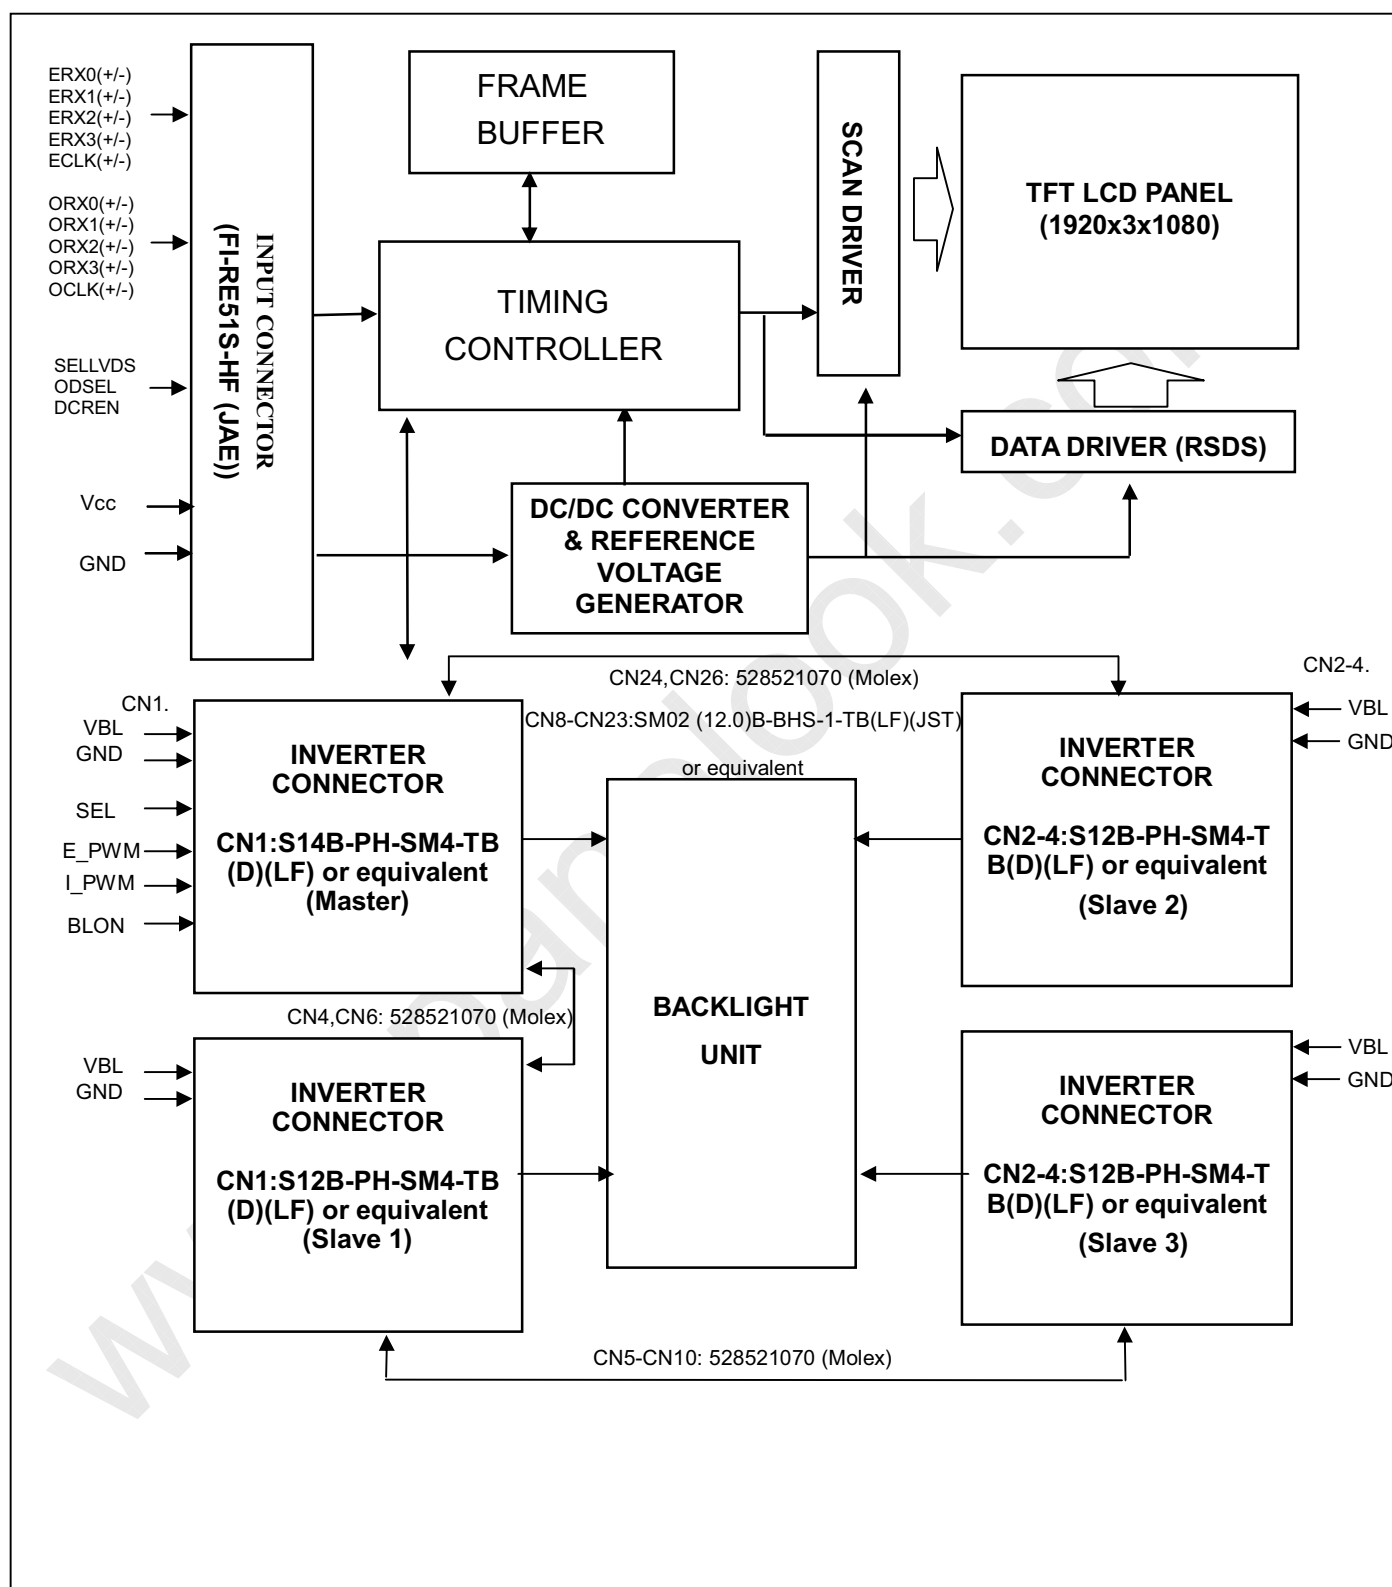 ERX0(+/-)
ERX1(+/-)
ERX2(+/-)
ERX3(+/-)
ECLK(+/-)
ORX0(+/-)
ORX1(+/-)
ORX2(+/-)
ORX3(+/-)
OCLK(+/-)
SELLVDS
ODSEL
DCREN
Vcc
GND
INPUT CONNECTOR
(FI-RE51S-HF (JAE))
FRAME
BUFFER
TIMING
CONTROLLER
SCAN DRIVER
TFT LCD PANEL
(1920x3x1080)
DATA DRIVER (RSDS)
DC/DC CONVERTER
& REFERENCE
VOLTAGE
GENERATOR
CN24,CN26: 528521070 (Molex)
CN2-4.
CN1.
VBL
GND
SEL
E_PWM
I_PWM
BLON
INVERTER
CONNECTOR
CN1:S14B-PH-SM4-TB
(D)(LF) or equivalent
(Master)
CN8-CN23:SM02 (12.0)B-BHS-1-TB(LF)(JST)
or equivalent
BACKLIGHT
UNIT
INVERTER
CONNECTOR
CN2-4:S12B-PH-SM4-T
B(D)(LF) or equivalent
(Slave 2)
VBL
GND
CN4,CN6: 528521070 (Molex)
VBL
GND
INVERTER
CONNECTOR
CN1:S12B-PH-SM4-TB
(D)(LF) or equivalent
(Slave 1)
INVERTER
CONNECTOR
CN2-4:S12B-PH-SM4-T
B(D)(LF) or equivalent
(Slave 3)
VBL
GND
CN5-CN10: 528521070 (Molex)